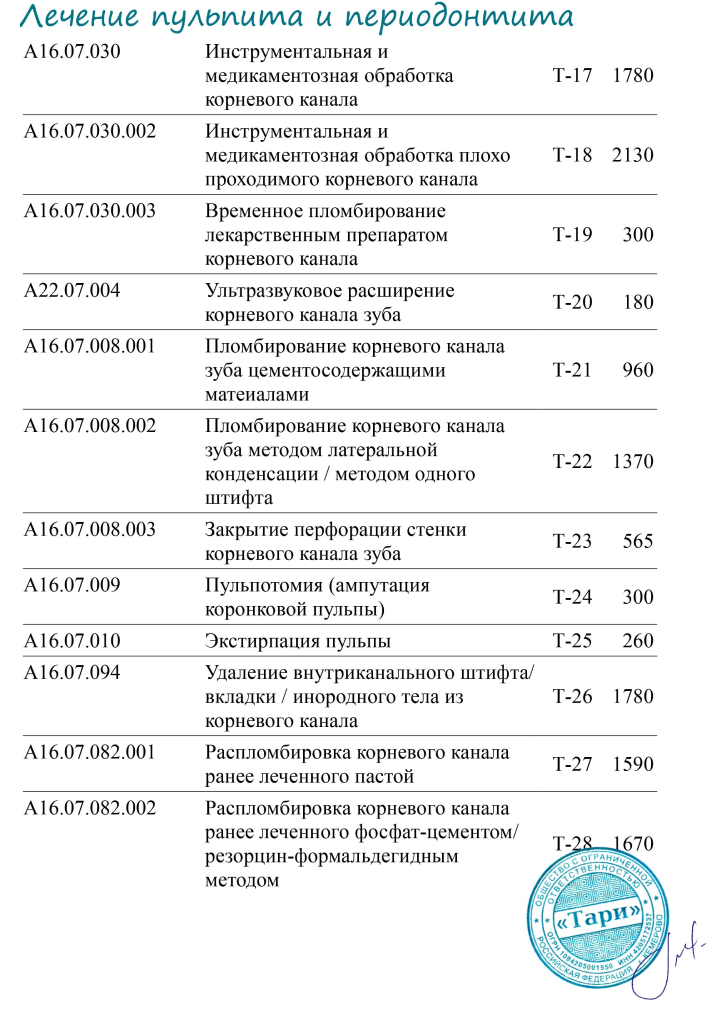 Лечение пульпита и периодонтита
A16.07.030 Инструментальная и
медикаментозная обработка
корневого канала
Т-17 1780
A16.07.030.002 Инструментальная и
медикаментозная обработка плохо
проходимого корневого канала
Т-18 2130
A16.07.030.003 Временное пломбирование
лекарственным препаратом
корневого канала
Т-19 300
A22.07.004 Ультразвуковое расширение
корневого канала зуба
Т-20 180
A16.07.008.001 Пломбирование корневого канала
зуба цементосодержащими
матеиалами
Т-21 960
A16.07.008.002 Пломбирование корневого канала
зуба методом латеральной
конденсации / методом одного
штифта
Т-22 1370
A16.07.008.003 Закрытие перфорации стенки
корневого канала зуба
Т-23 565
A16.07.009 Пульпотомия (ампутация
коронковой пульпы)
Т-24 300
A16.07.010 Экстирпация пульпы Т-25 260
A16.07.094 Удаление внутриканального штифта/
вкладки / инородного тела из
корневого канала
Т-26 1780
A16.07.082.001 Распломбировка корневого канала
ранее леченного пастой
Т-27 1590
A16.07.082.002 Распломбировка корневого канала
ранее леченного фосфат-цементом/
резорцин-формальдегидным
методом
Т-28 1670
ОБЩЕСТВО С ОГРАНИЧЕННОЙ
ОТВЕТСТВЕННОСТЬЮ
«Тари»
ОГРН 1094205001550 ИНН 4205172537
РОССИЙСКАЯ ФЕДЕРАЦИЯ г. КЕМЕРОВО